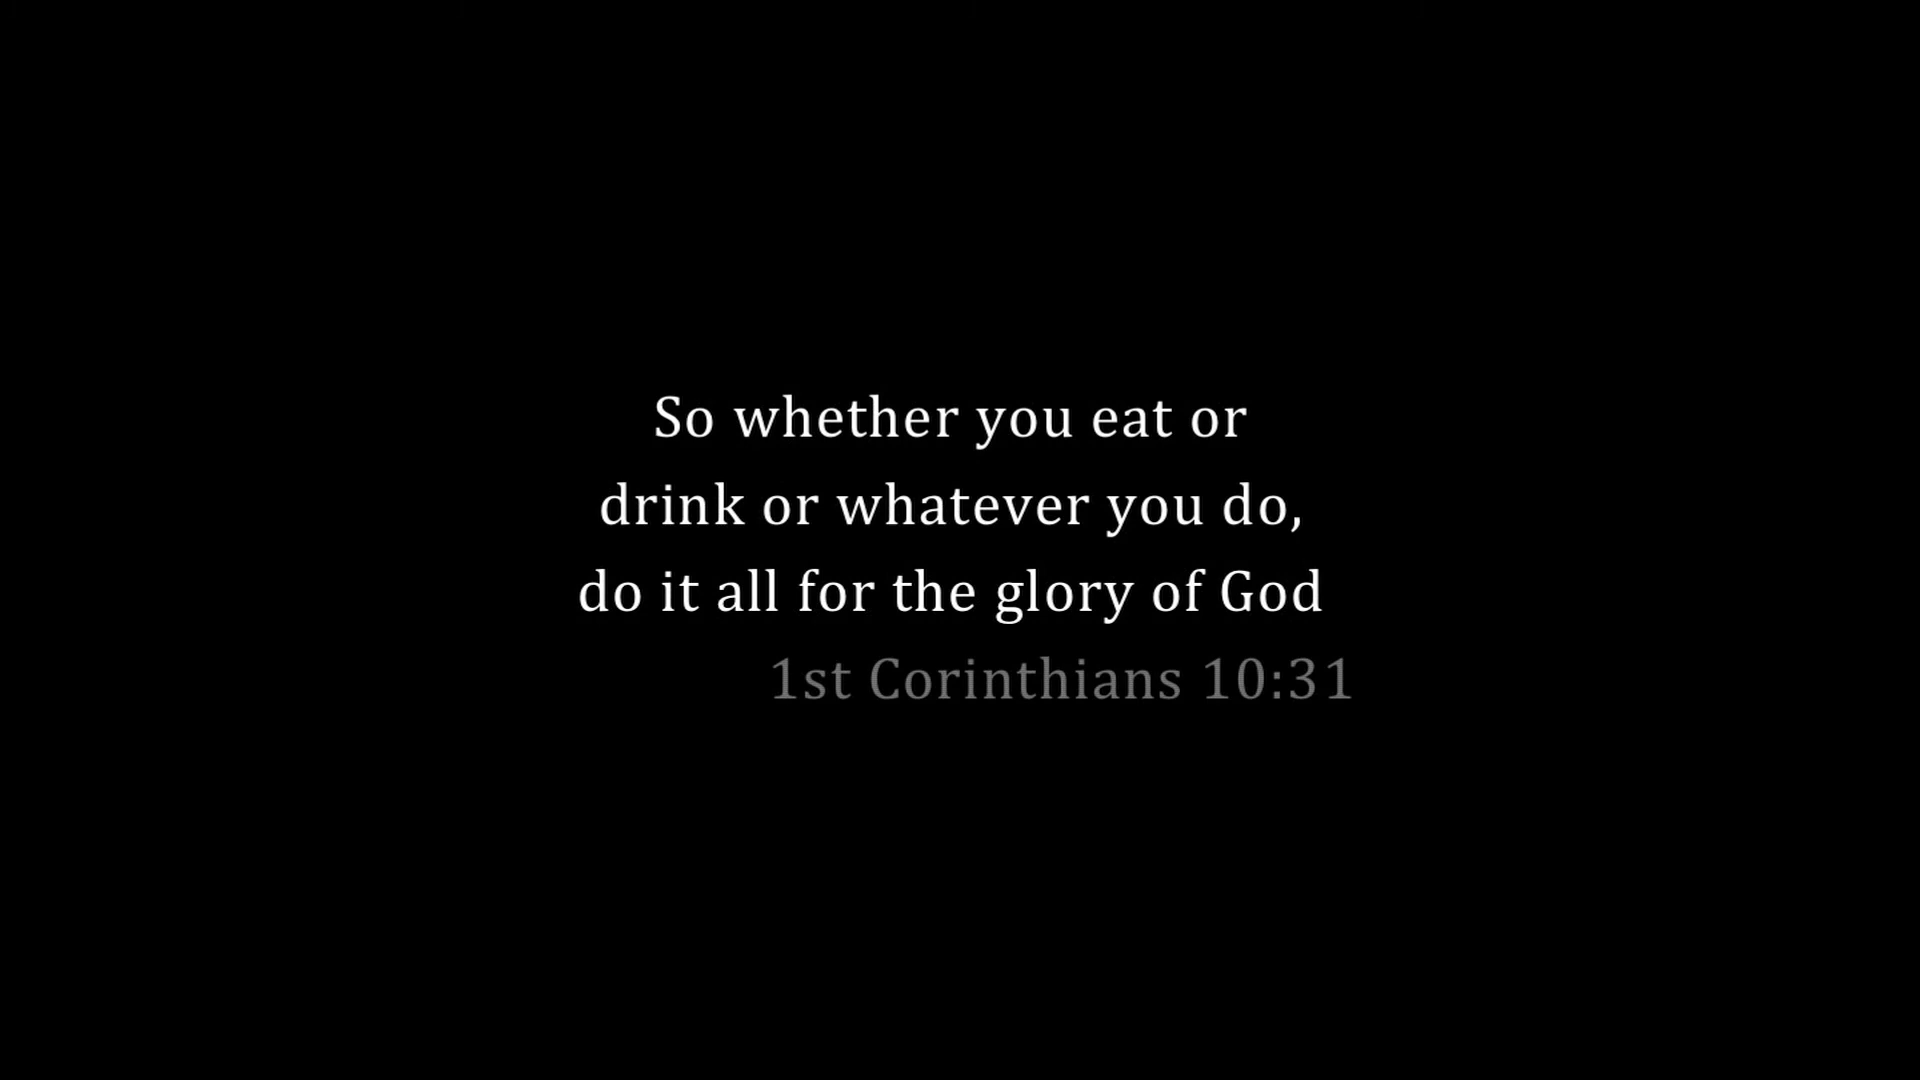 So whether you eat or
drink or whatever you do,
do it all for the glory of God
1st Corinthians 10:31